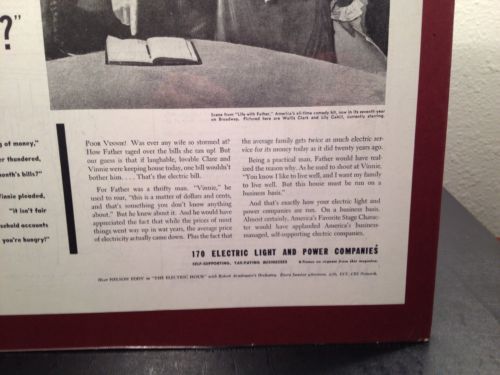 ?"
Scene from "Life with Father," America's all-time comedy hit, now in its seventh year
on Broadway. Pictured here are Wallis Clark and Lily Cahill, currently starring.
g of money,"
r thundered,
onth's bills?"
innie pleaded,
"it isn't fair
usehold accounts
you're hungry!"
POOR VINNIE! Was ever any wife so stormed at?
How Father raged over the bills she ran up! But
our guess is that if laughable, lovable Clare and
Vinnie were keeping house today, one bill wouldn't
bother him. . . . That's the electric bill!
For Father was a thrifty man. "Vinnie," he
used to roar, "this is a matter of dollars and cents,
and that's something you don't know anything
about." But he knew about it. And he would have
appreciated the fact that while the prices of most
things went way up in war years, the average price
of electricity actually came down. Plus the fact that
the average family gets twice as much electric ser-
vice for its money today as it did twenty years ago.
Being a practical man, Father would have real-
ized the reason why. As he used to shout at Vinnie,
"You know I like to live well, and I want my family
to live well. But this house must be run on a
business basis."
And that's exactly how your electric light and
power companies are run. On a business basis.
Almost certainly, America's Favorite Stage Charac-
ter would have applauded America's business-
managed, self-supporting electric companies.
170 ELECTRIC LIGHT AND POWER COMPANIES*
SELF-SUPPORTING, TAX-PAYING BUSINESSES
*Names on request from this magazine.
Hear NELSON EDDY in "THE ELECTRIC HOUR" with Robert Armbruster's Orchestra. Every Sunday afternoon, 4:30, EST, CBS Network.